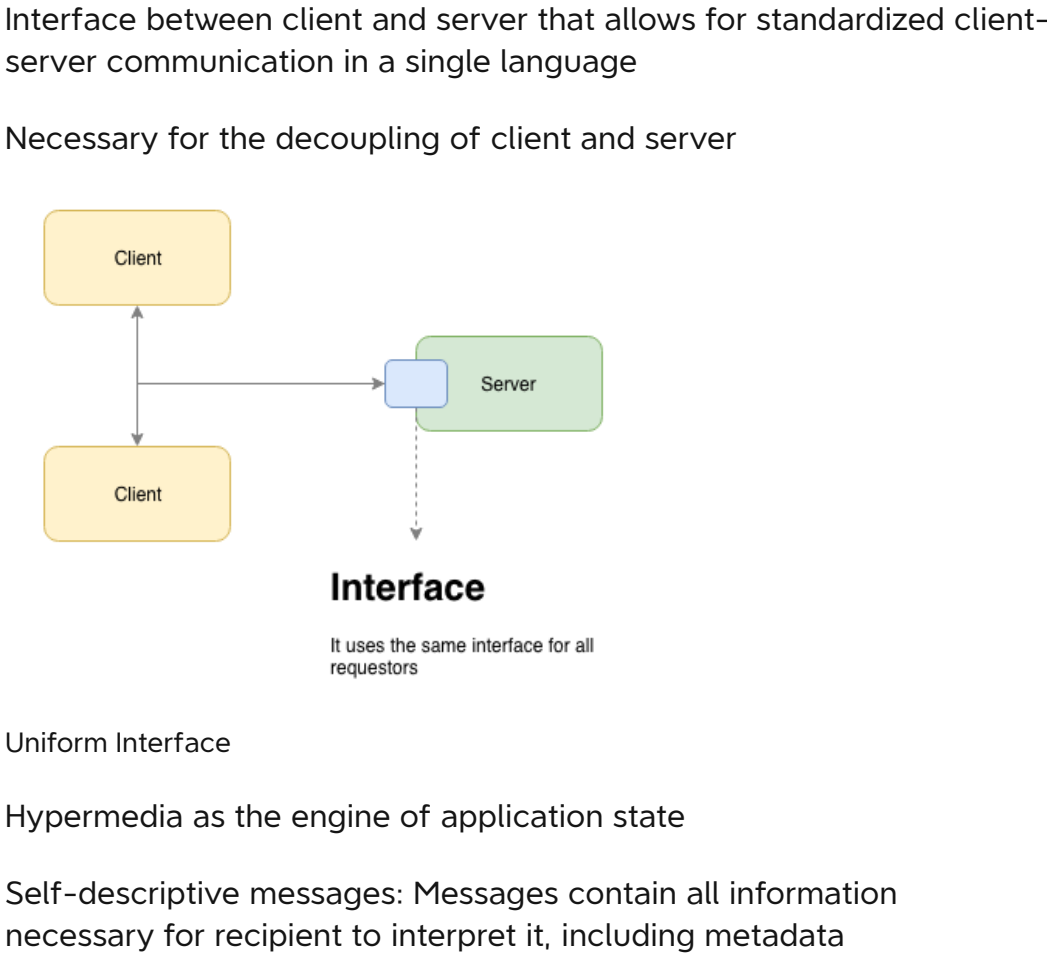 Interface between client and server that allows for standardized client-
server communication in a single language
Necessary for the decoupling of client and server
Client
Server
Client
Interface
It uses the same interface for all
requestors
Uniform Interface
Hypermedia as the engine of application state
Self-descriptive messages: Messages contain all information
necessary for recipient to interpret it, including metadata